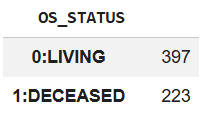 OS_STATUS
0:LIVING 397
1:DECEASED 223